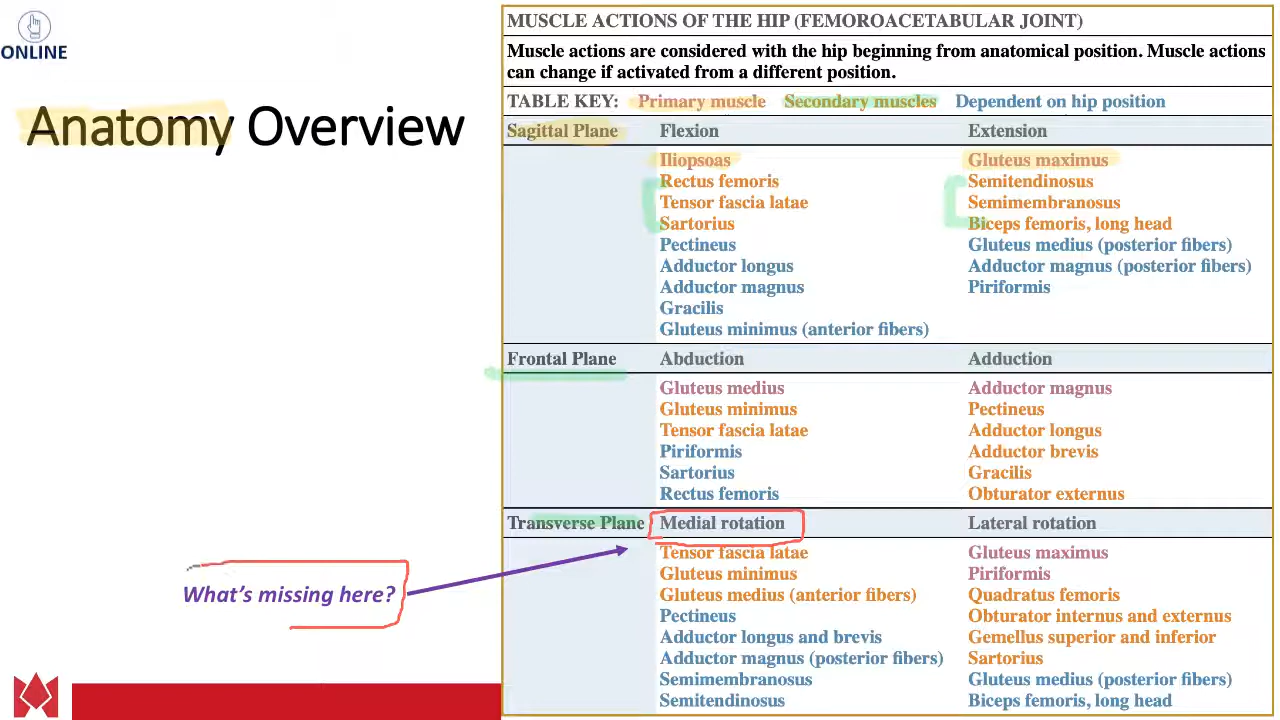 ONLINE
Anatomy Overview
What's missing here?
MUSCLE ACTIONS OF THE HIP (FEMOROACETABULAR JOINT)
Muscle actions are considered with the hip beginning from anatomical position. Muscle actions
can change if activated from a different position.
TABLE KEY: Primary muscle Secondary muscles Dependent on hip position
Sagittal Plane Flexion Extension
Iliopsoas Gluteus maximus
Rectus femoris Semitendinosus
Tensor fascia latae Semimembranosus
Sartorius Biceps femoris, long head
Pectineus Gluteus medius (posterior fibers)
Adductor longus Adductor magnus (posterior fibers)
Adductor magnus Piriformis
Gracilis
Gluteus minimus (anterior fibers)
Frontal Plane Abduction Adduction
Gluteus medius Adductor magnus
Gluteus minimus Pectineus
Tensor fascia latae Adductor longus
Piriformis Adductor brevis
Sartorius Gracilis
Rectus femoris Obturator externus
Transverse Plane Medial rotation Lateral rotation
Tensor fascia latae Gluteus maximus
Gluteus minimus Piriformis
Gluteus medius (anterior fibers) Quadratus femoris
Pectineus Obturator internus and externus
Adductor longus and brevis Gemellus superior and inferior
Adductor magnus (posterior fibers) Sartorius
Semimembranosus Gluteus medius (posterior fibers)
Semitendinosus Biceps femoris, long head